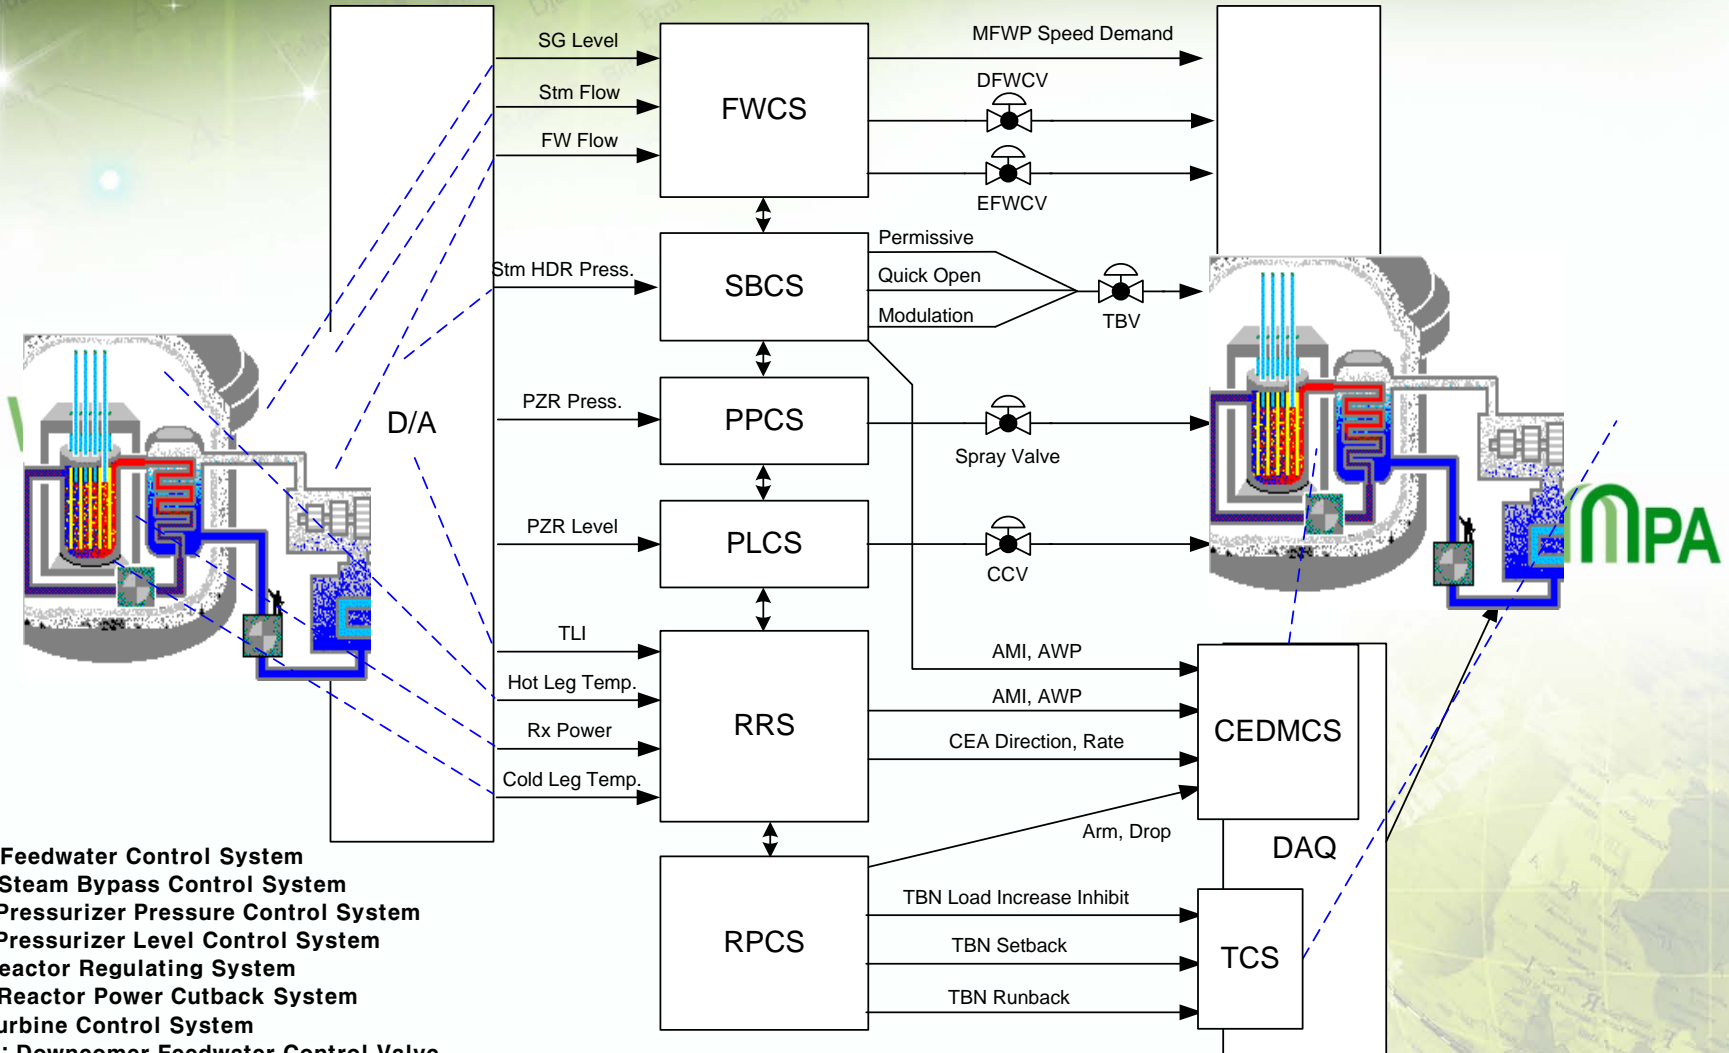 SG Level
Stm Flow
FW Flow
FWCS
MFWP Speed Demand
DFWCV
EFWCV
Stm HDR Press.
SBCS
Permissive
Quick Open
Modulation
TBV
D/A
PZR Press.
PPCS
Spray Valve
PZR Level
PLCS
CCV
MPA
TLI
Hot Leg Temp.
Rx Power
Cold Leg Temp.
RRS
AMI, AWP
AMI, AWP
CEA Direction, Rate
CEDMCS
Arm, Drop
DAQ
RPCS
TBN Load Increase Inhibit
TBN Setback
TBN Runback
TCS
Feedwater Control System
Steam Bypass Control System
Pressurizer Pressure Control System
Pressurizer Level Control System
eactor Regulating System
Reactor Power Cutback System
urbine Control System
: Downcomer Feedwater Control Valve